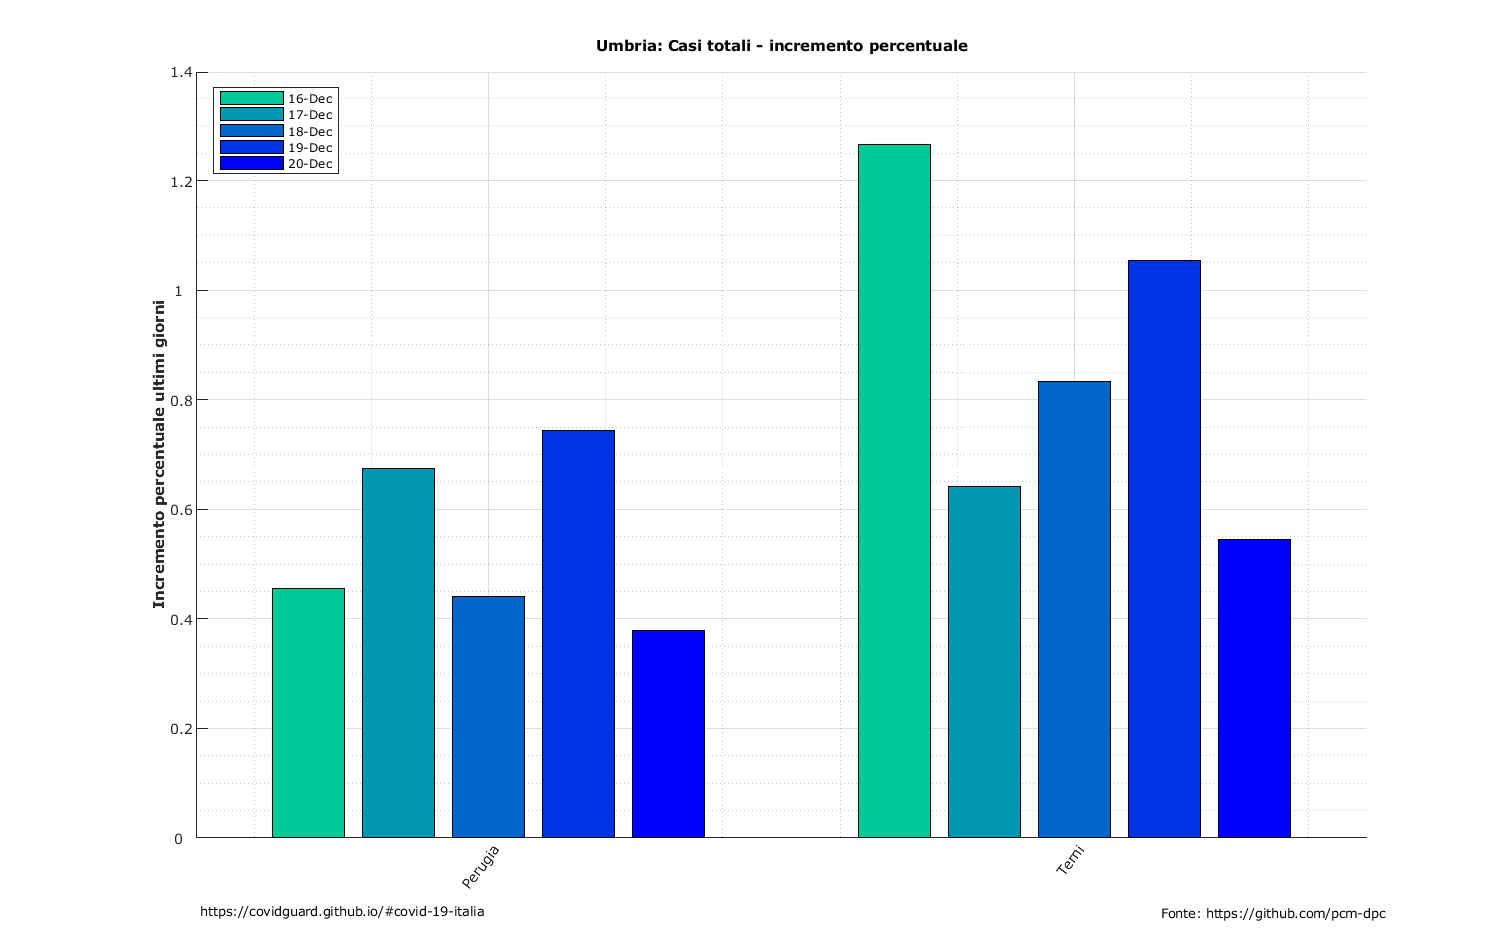 Umbria: Casi totali - incremento percentuale
Incremento percentuale ultimi giorni
1.4
1.2
1
0.8
0.6
0.4
0.2
0
16-Dec
17-Dec
18-Dec
19-Dec
20-Dec
Perugia
Terni
https://covidguard.github.io/#covid-19-italia
Fonte: https://github.com/pcm-dpc